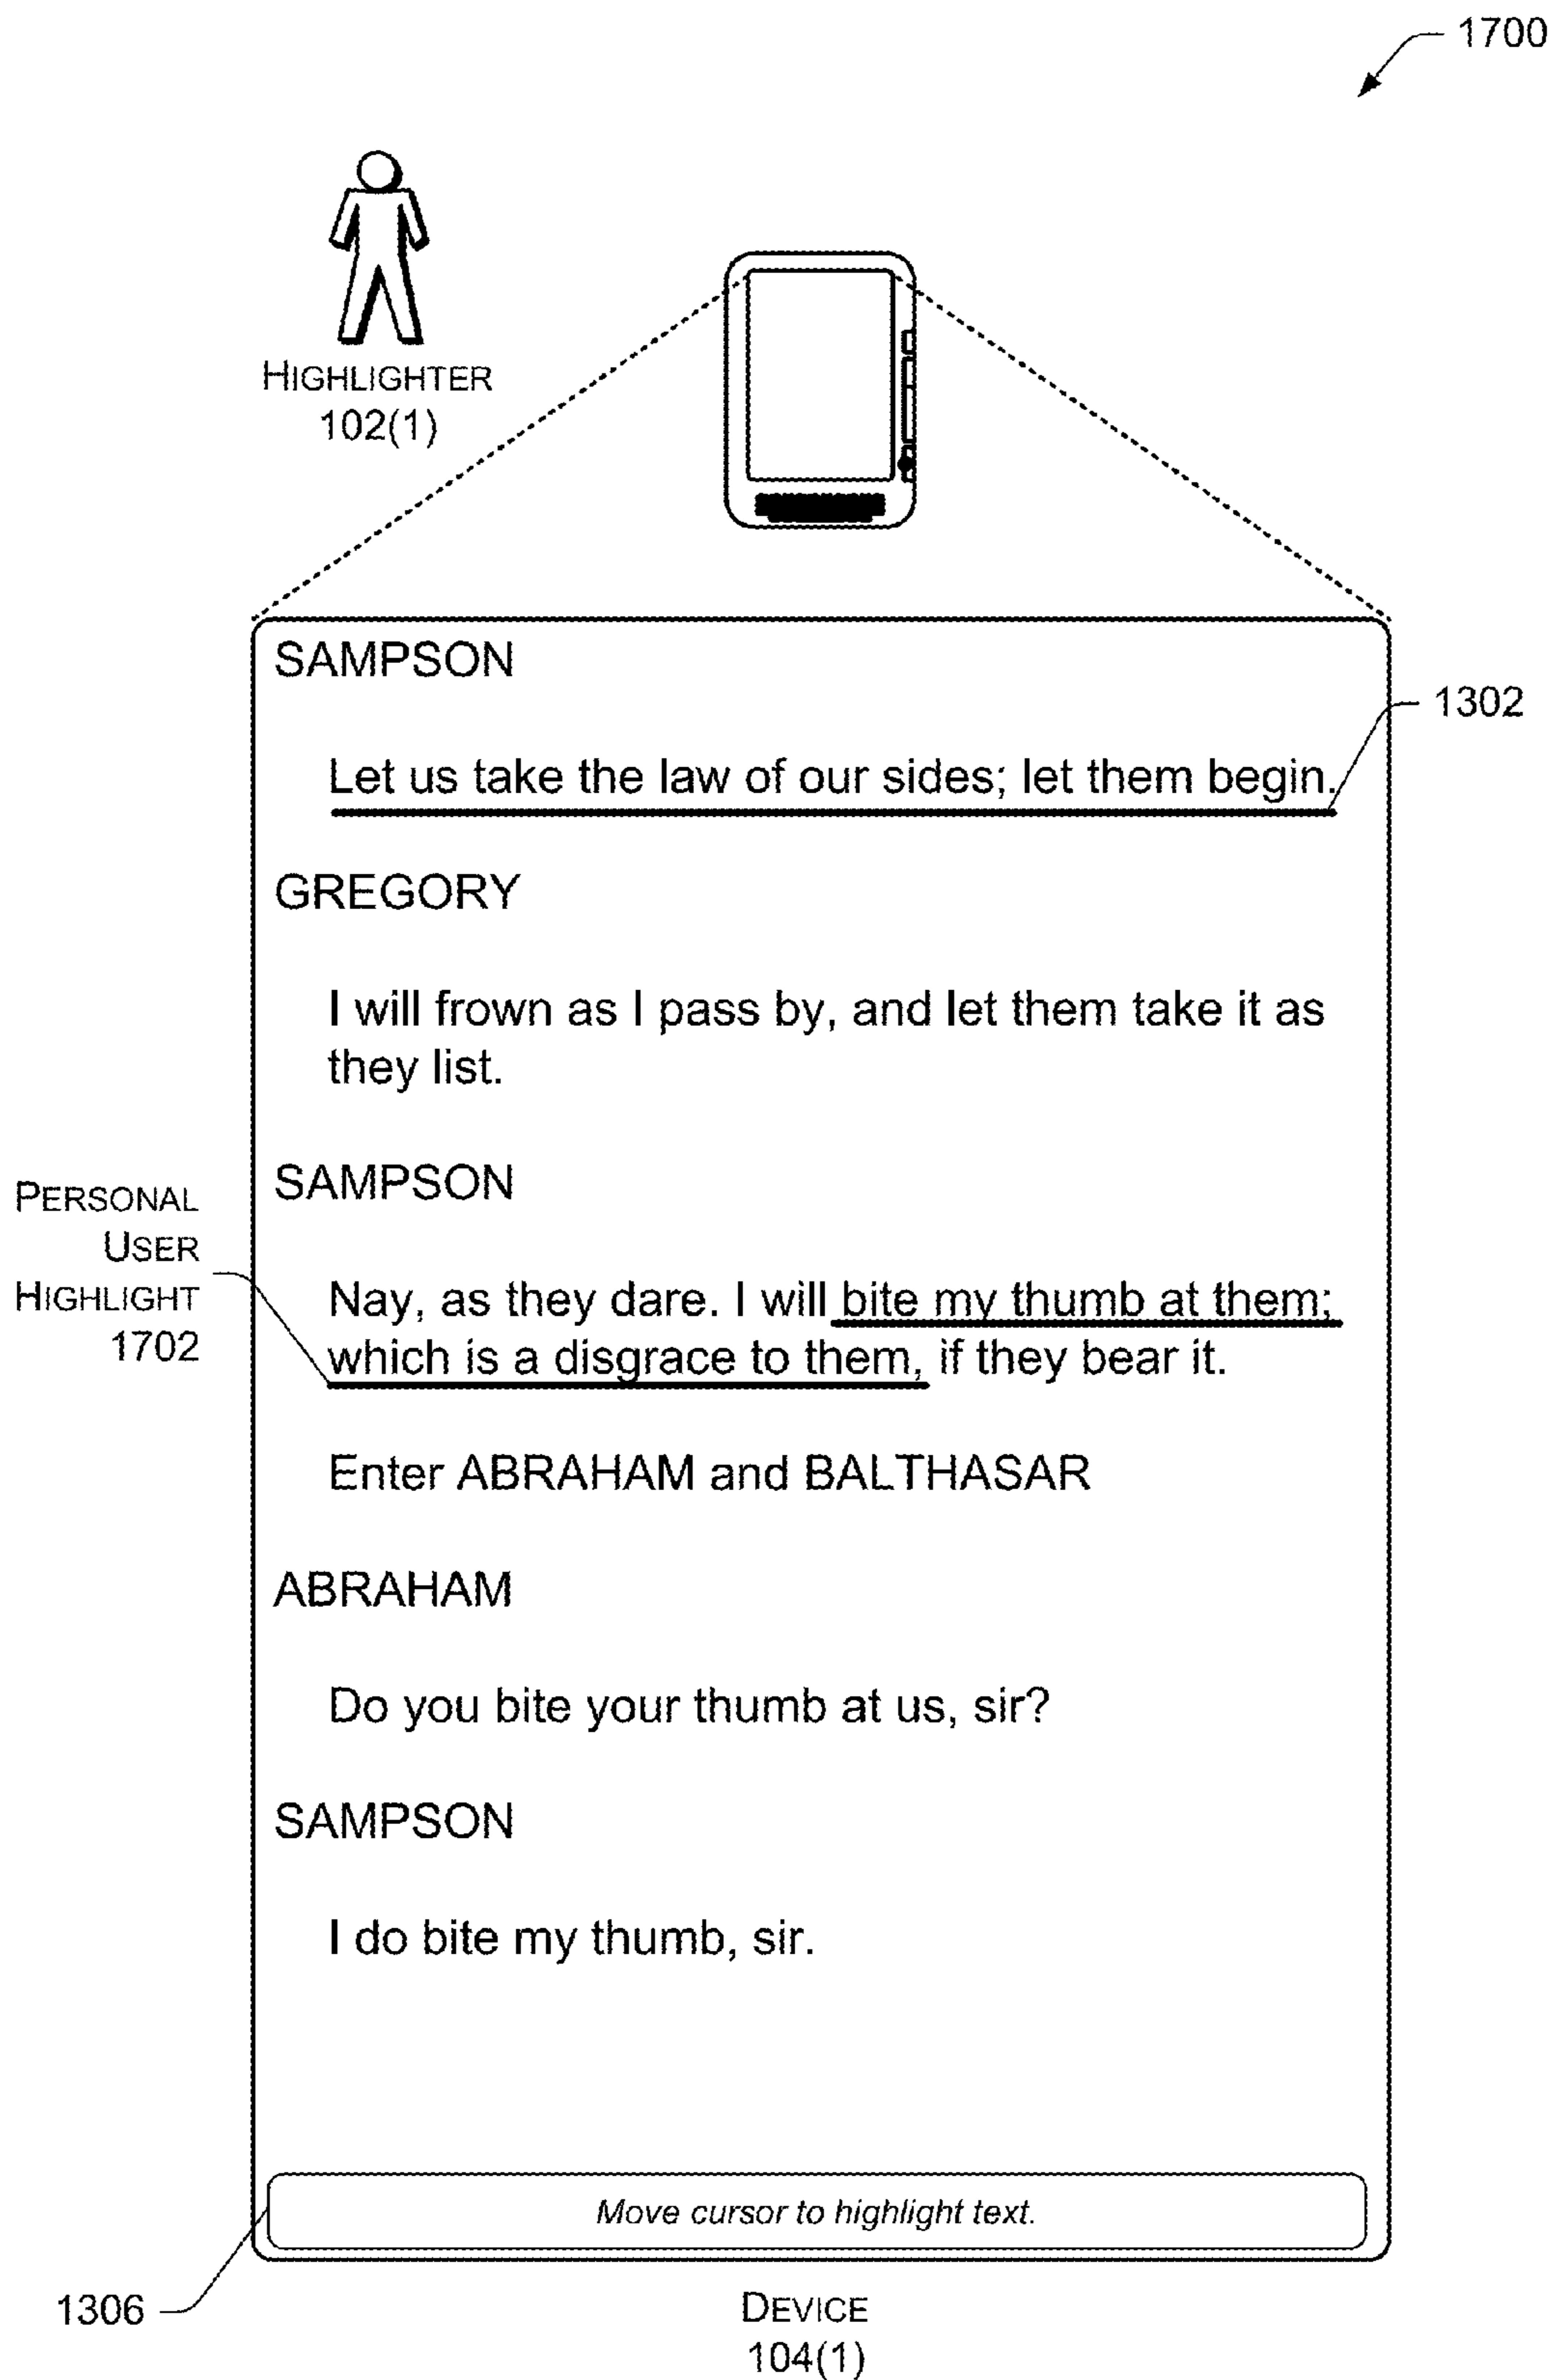 1700
HIGHLIGHTER
102(1)
SAMPSON
1302
Let us take the law of our sides; let them begin.
GREGORY
I will frown as I pass by, and let them take it as
they list.
SAMPSON
PERSONAL
USER
HIGHLIGHT
1702
Nay, as they dare. I will bite my thumb at them;
which is a disgrace to them, if they bear it.
Enter ABRAHAM and BALTHASAR
ABRAHAM
Do you bite your thumb at us, sir?
SAMPSON
I do bite my thumb, sir.
Move cursor to highlight text.
1306
DEVICE
104(1)